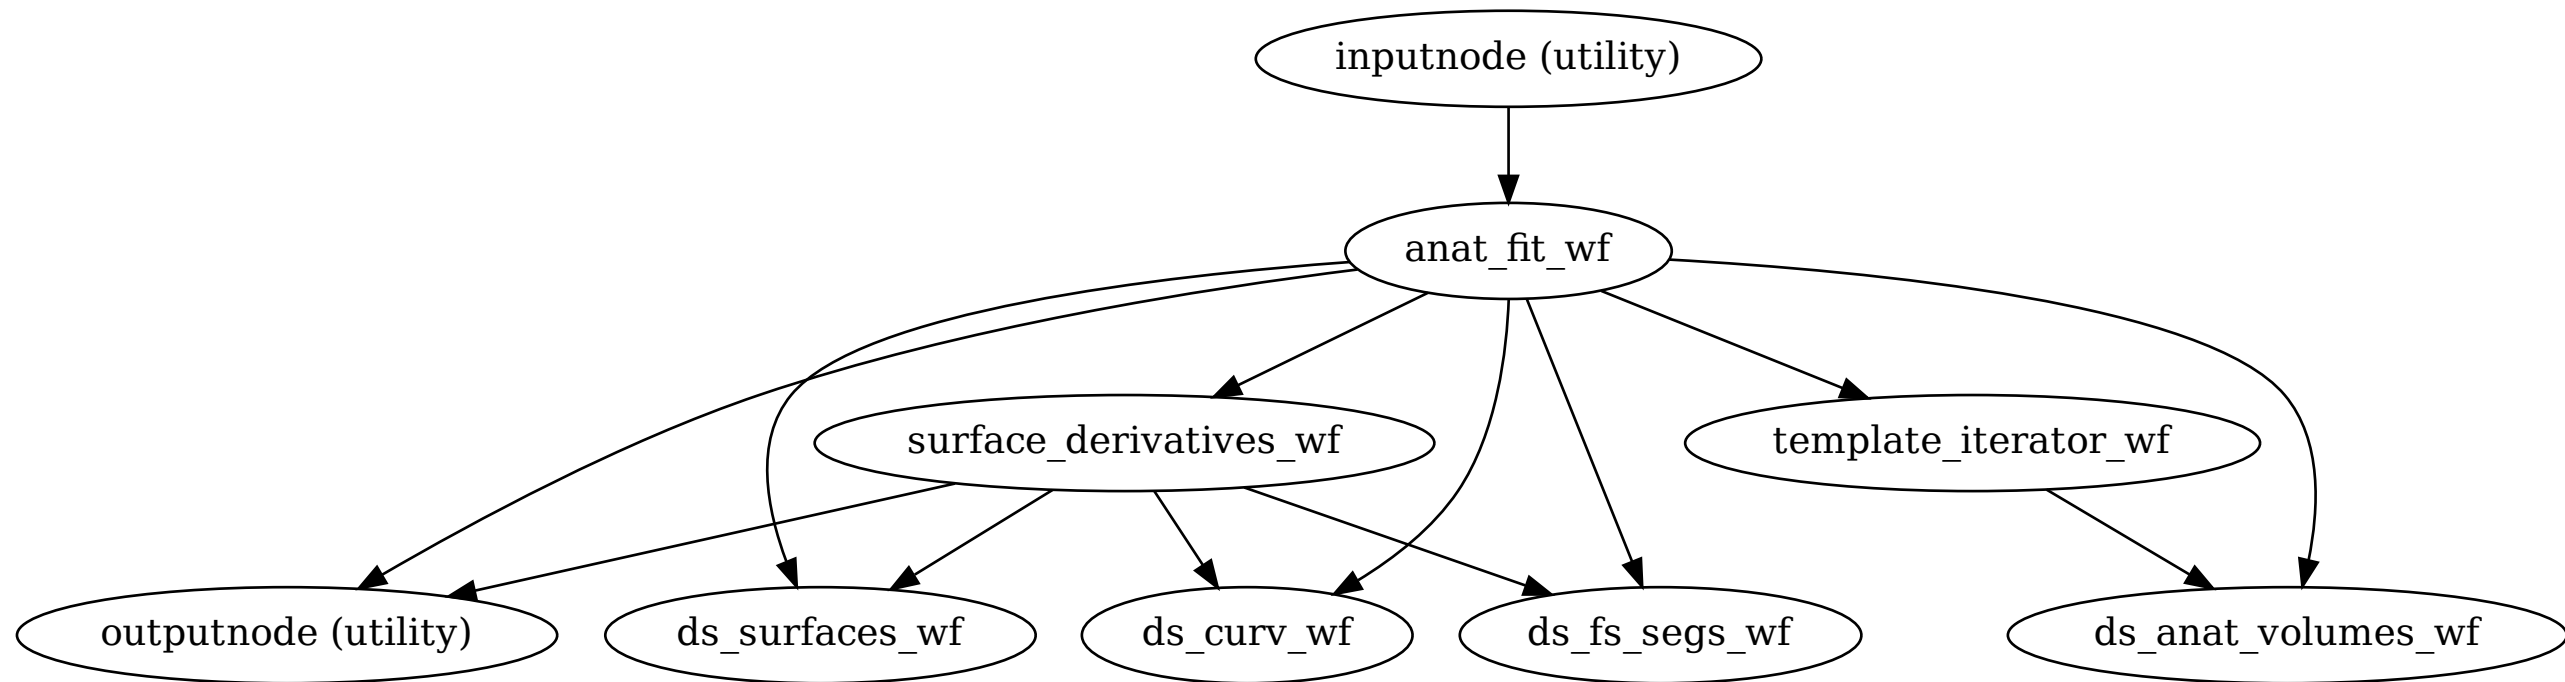 inputnode (utility)
anat_fit_wf
surface_derivatives_wf
template_iterator_wf
outputnode (utility)
ds_surfaces_wf
ds_curv_wf
ds_fs_segs_wf
ds_anat_volumes_wf